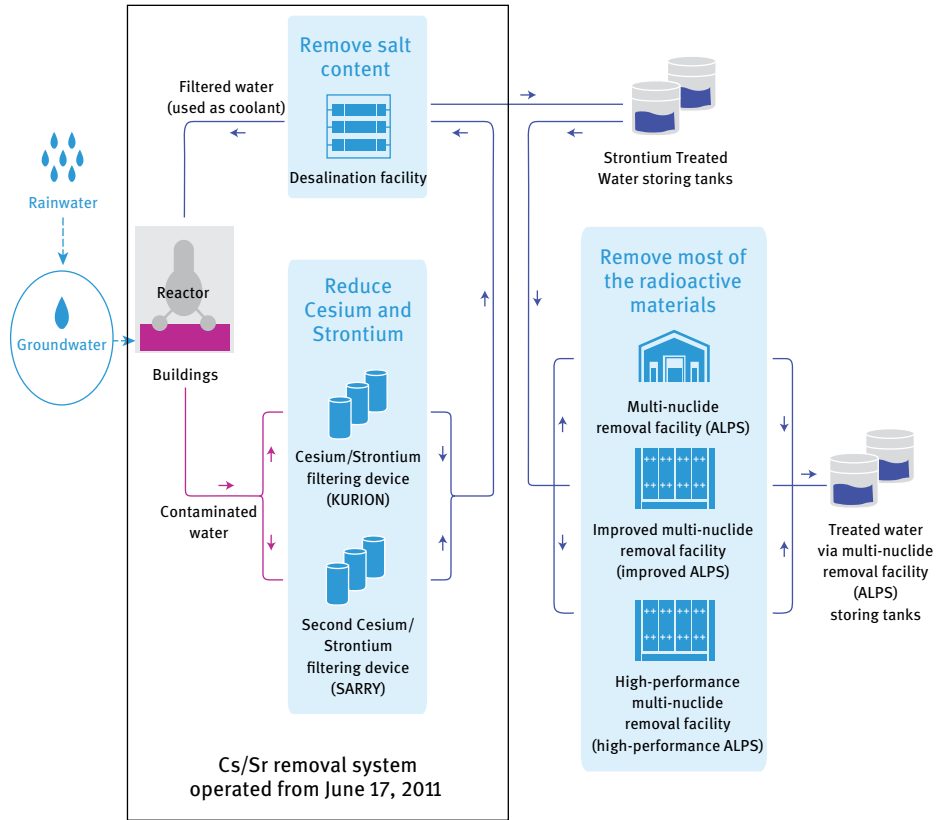 Remove salt
content
Desalination facility
Filtered water
(used as coolant)
Rainwater
Groundwater
Reactor
Buildings
Contaminated
water
Reduce
Cesium and
Strontium
Cesium/Strontium
filtering device
(KURION)
Second Cesium/
Strontium
filtering device
(SARRY)
Cs/Sr removal system
operated from June 17, 2011
Strontium Treated
Water storing tanks
Remove most of
the radioactive
materials
Multi-nuclide
removal facility (ALPS)
Improved multi-nuclide
removal facility
(improved ALPS)
High-performance
multi-nuclide
removal facility
(high-performance ALPS)
Treated water
via multi-nuclide
removal facility
(ALPS)
storing tanks